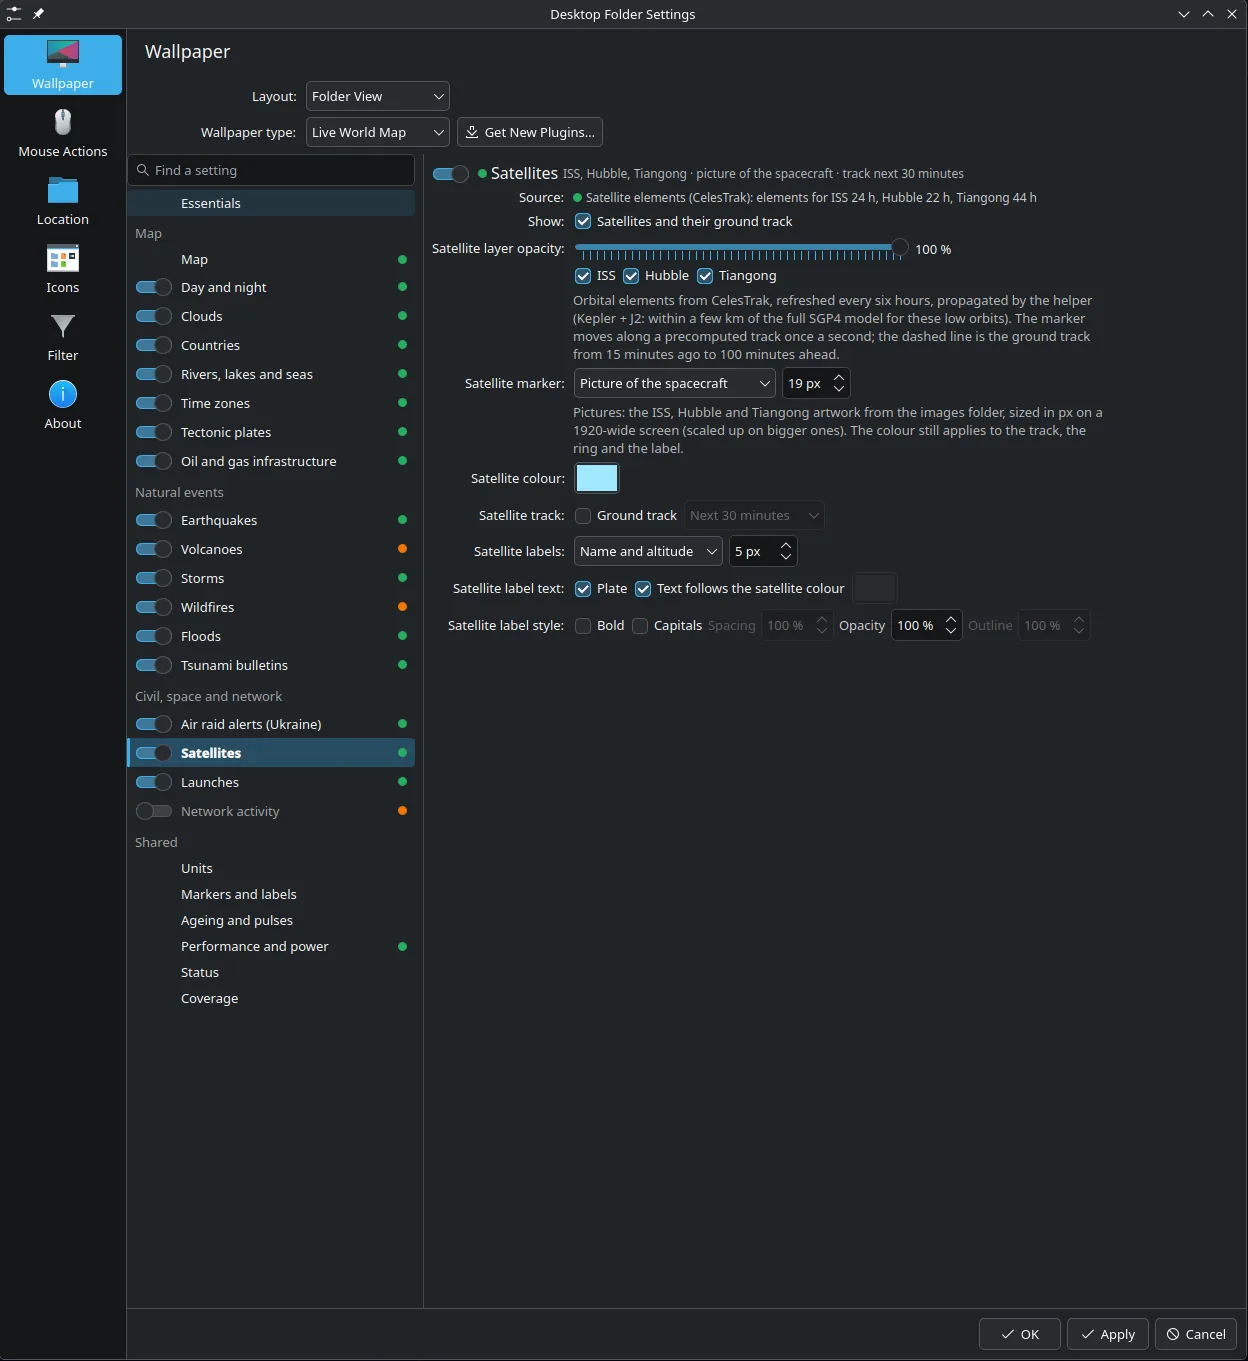 Desktop Folder Settings
Wallpaper
Mouse Actions
Location
Icons
Filter
About
Wallpaper
Layout: Folder View
Wallpaper type: Live World Map Get New Plugins...
Find a setting
Essentials
Map
Map
Day and night
Clouds
Countries
Rivers, lakes and seas
Time zones
Tectonic plates
Oil and gas infrastructure
Natural events
Earthquakes
Volcanoes
Storms
Wildfires
Floods
Tsunami bulletins
Civil, space and network
Air raid alerts (Ukraine)
Satellites
Launches
Network activity
Shared
Units
Markers and labels
Ageing and pulses
Performance and power
Status
Coverage
Satellites ISS, Hubble, Tiangong · picture of the spacecraft · track next 30 minutes
Source: Satellite elements (CelesTrak): elements for ISS 24 h, Hubble 22 h, Tiangong 44 h
Show: Satellites and their ground track
Satellite layer opacity: 100 %
ISS Hubble Tiangong
Orbital elements from CelesTrak, refreshed every six hours, propagated by the helper
(Kepler + J2: within a few km of the full SGP4 model for these low orbits). The marker
moves along a precomputed track once a second; the dashed line is the ground track
from 15 minutes ago to 100 minutes ahead.
Satellite marker: Picture of the spacecraft 19 px
Pictures: the ISS, Hubble and Tiangong artwork from the images folder, sized in px on a
1920-wide screen (scaled up on bigger ones). The colour still applies to the track, the
ring and the label.
Satellite colour:
Satellite track: Ground track Next 30 minutes
Satellite labels: Name and altitude 5 px
Satellite label text: Plate Text follows the satellite colour
Satellite label style: Bold Capitals Spacing 100 % Opacity 100 % Outline 100 %
OK Apply Cancel